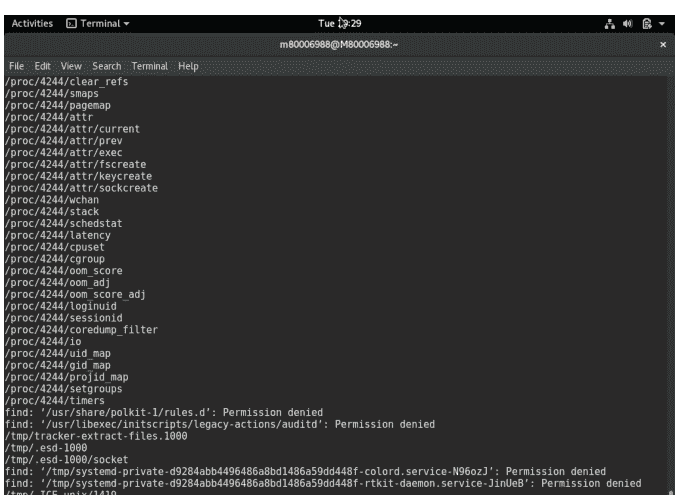 Activities Terminal Tue 19:29
m80006988@M80006988:~
File Edit View Search Terminal Help
/proc/4244/clear_refs
/proc/4244/smaps
/proc/4244/pagemap
/proc/4244/attr
/proc/4244/attr/current
/proc/4244/attr/prev
/proc/4244/attr/exec
/proc/4244/attr/fscreate
/proc/4244/attr/keycreate
/proc/4244/attr/sockcreate
/proc/4244/wchan
/proc/4244/stack
/proc/4244/schedstat
/proc/4244/latency
/proc/4244/cpuset
/proc/4244/cgroup
/proc/4244/oom_score
/proc/4244/oom_adj
/proc/4244/oom_score_adj
/proc/4244/loginuid
/proc/4244/sessionid
/proc/4244/coredump_filter
/proc/4244/io
/proc/4244/uid_map
/proc/4244/gid_map
/proc/4244/projid_map
/proc/4244/setgroups
/proc/4244/timers
find: ‘/usr/share/polkit-1/rules.d’: Permission denied
find: ‘/usr/libexec/initscripts/legacy-actions/auditd’: Permission denied
/tmp/tracker-extract-files.1000
/tmp/.esd-1000
/tmp/.esd-1000/socket
find: ‘/tmp/systemd-private-d9284abb4496486a8bd1486a59dd448f-colord.service-N96ozJ’: Permission denied
find: ‘/tmp/systemd-private-d9284abb4496486a8bd1486a59dd448f-rtkit-daemon.service-JinUeB’: Permission denied
/tmp/.ICE-unix/1419